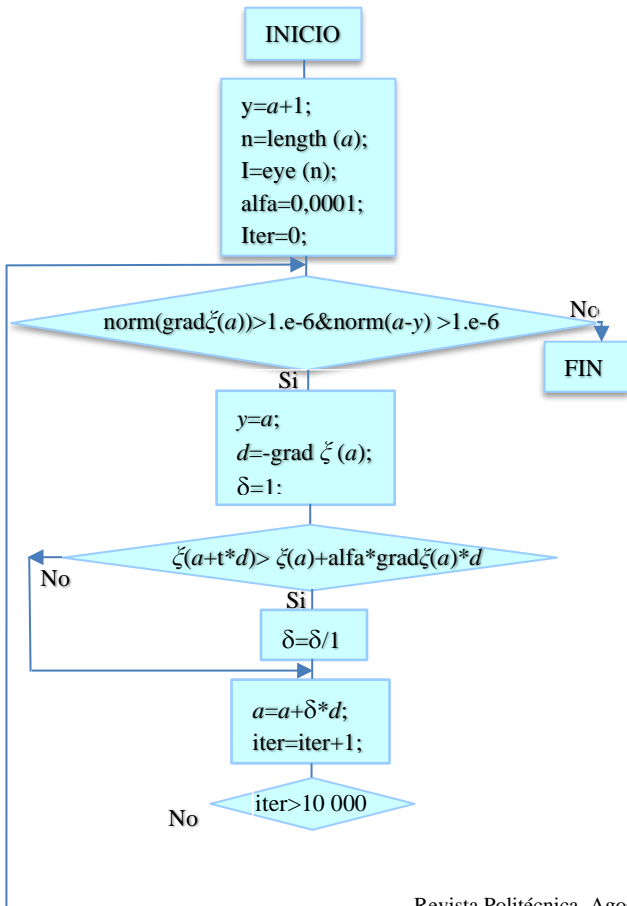 INICIO
y=a+1;
n=length (a);
I=eye (n);
alfa=0,0001;
Iter=0;
norm(gradξ(a))>1.e-6&norm(a-y) >1.e-6
No
FIN
Si
y=a;
d=-grad ξ (a);
δ=1;
ξ(a+t*d)> ξ(a)+alfa*gradξ(a)*d
No
Si
δ=δ/1
a=a+δ*d;
iter=iter+1;
iter>10 000
No
Revista Politécnica, Ago